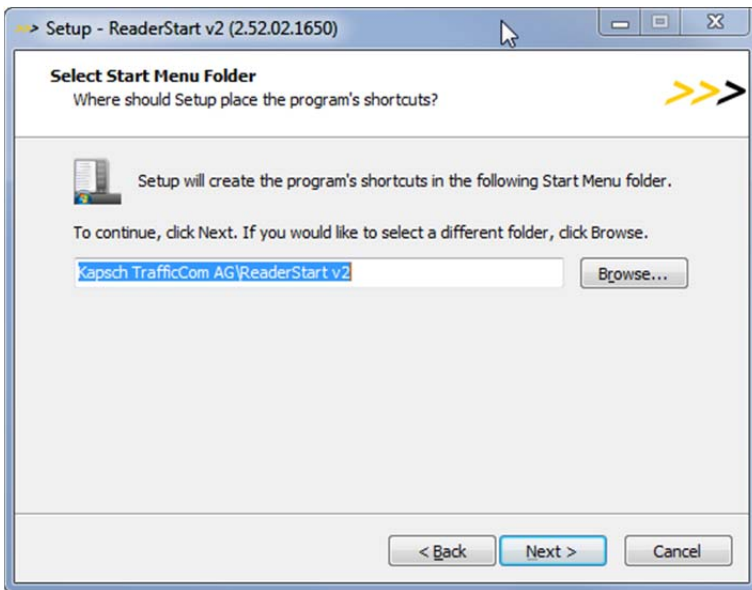 Setup - ReaderStart v2 (2.52.02.1650)
Select Start Menu Folder
Where should Setup place the program's shortcuts?
>>>
Setup will create the program's shortcuts in the following Start Menu folder.
To continue, click Next. If you would like to select a different folder, click Browse.
Kapsch TrafficCom AG\ReaderStart v2 Browse...
< Back Next > Cancel